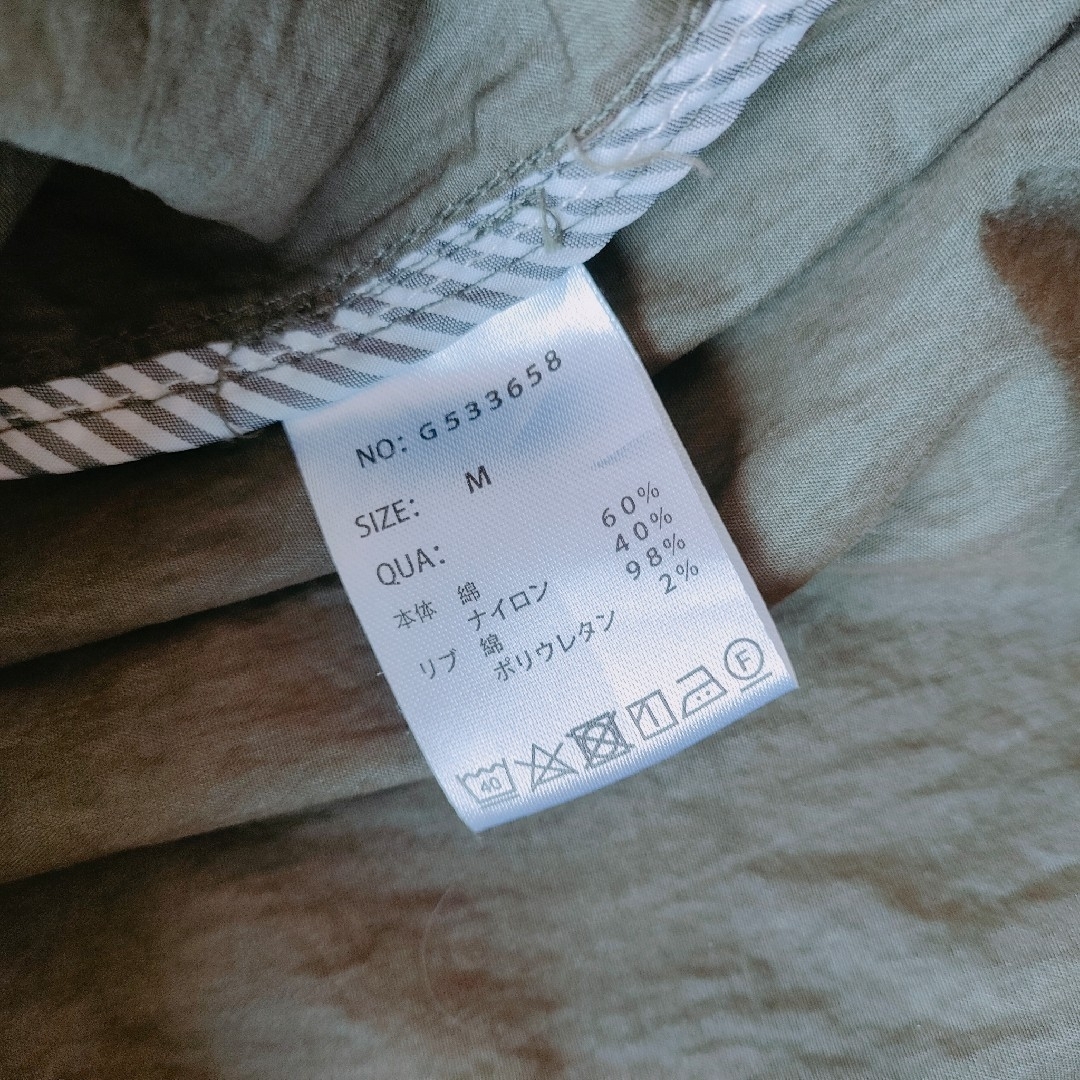 NO: G533658
SIZE: M
QUA:
本体 綿 60%
ナイロン 40%
リブ 綿 98%
ポリウレタン 2%
40 F